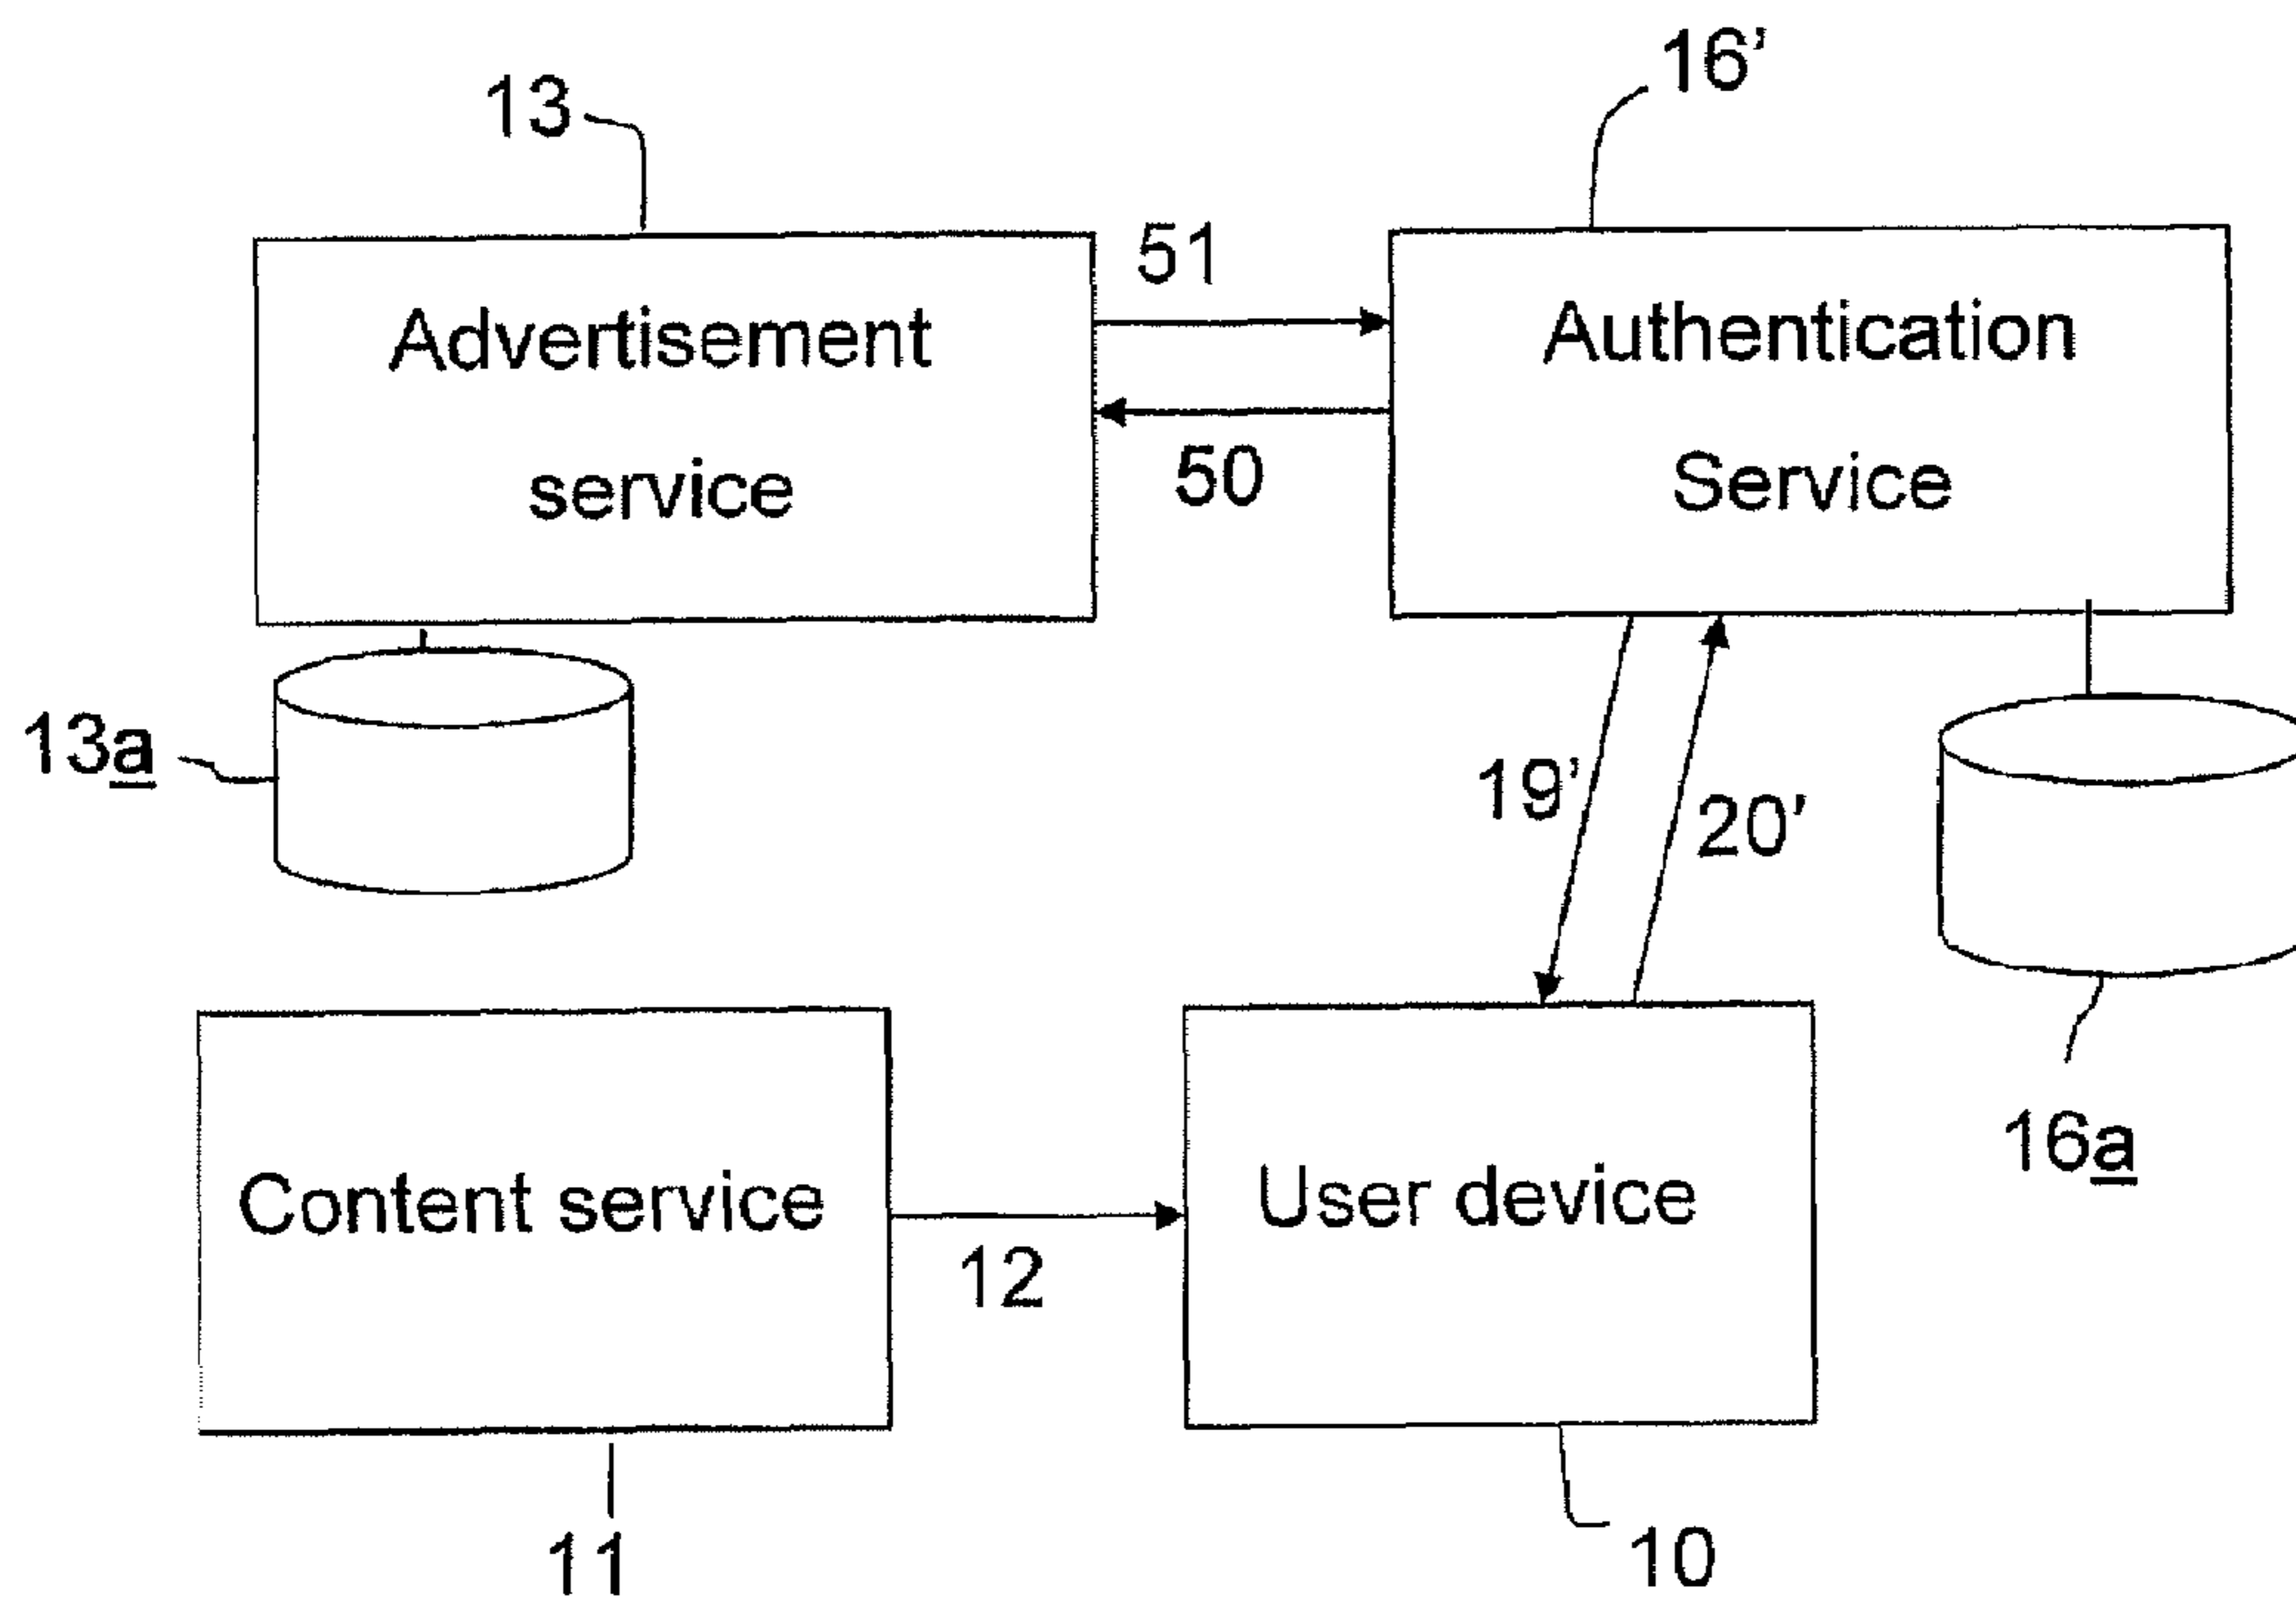 16’
13
51
Advertisement
service
Authentication
Service
50
13a
19’
20’
16a
Content service
User device
12
11
10